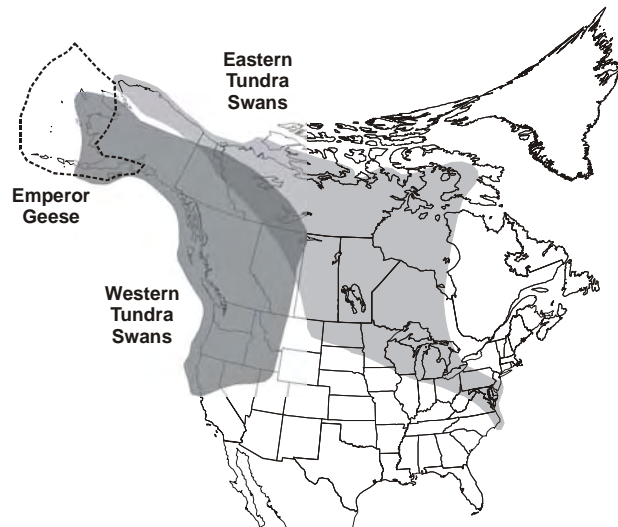 Eastern
Tundra
Swans
Emperor
Geese
Western
Tundra
Swans